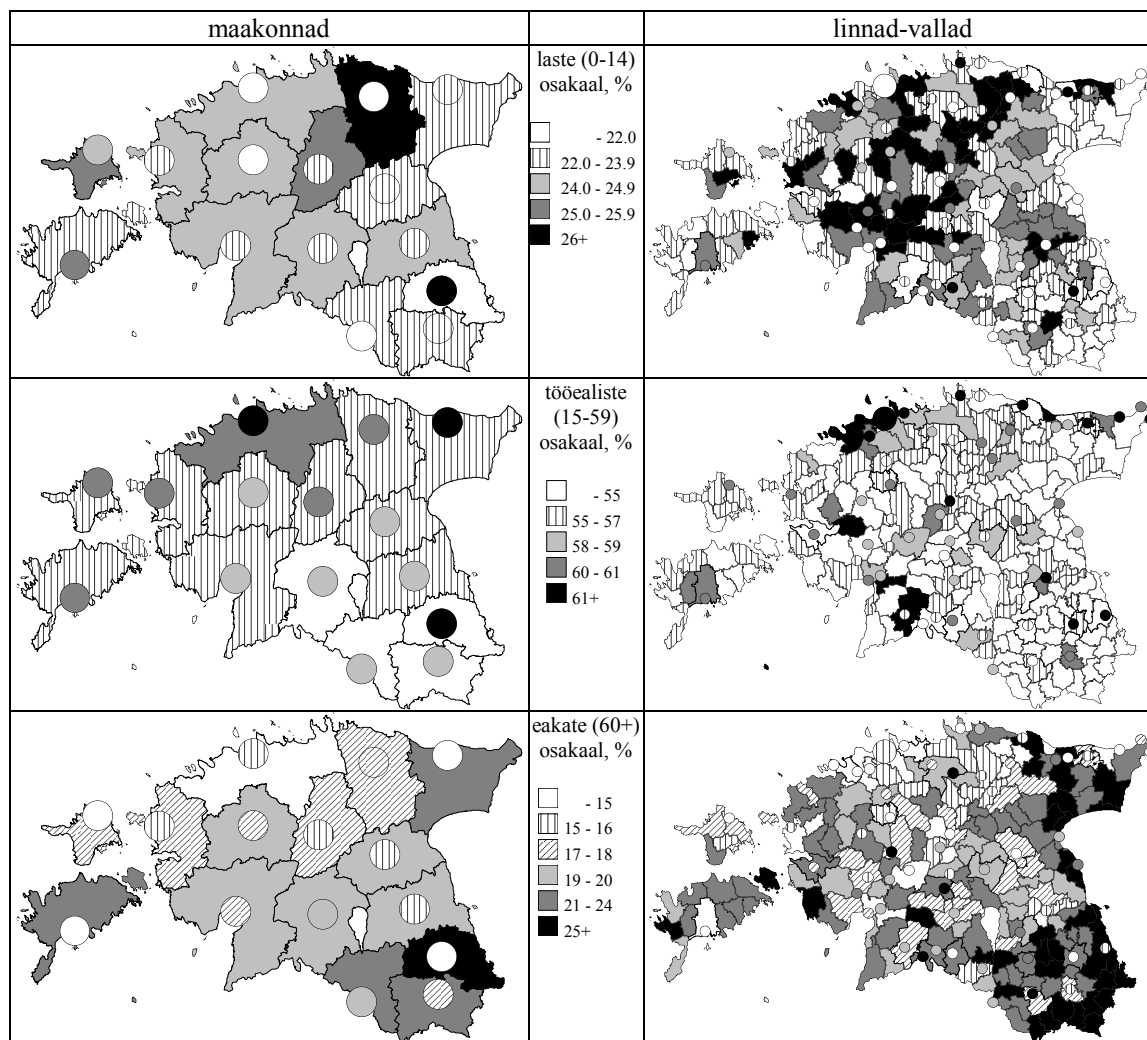 maakonnad
linnad-vallad
laste (0-14)
osakaal, %
- 22.0
22.0 - 23.9
24.0 - 24.9
25.0 - 25.9
26+
tööealiste
(15-59)
osakaal, %
- 55
55 - 57
58 - 59
60 - 61
61+
eakate (60+)
osakaal, %
- 15
15 - 16
17 - 18
19 - 20
21 - 24
25+